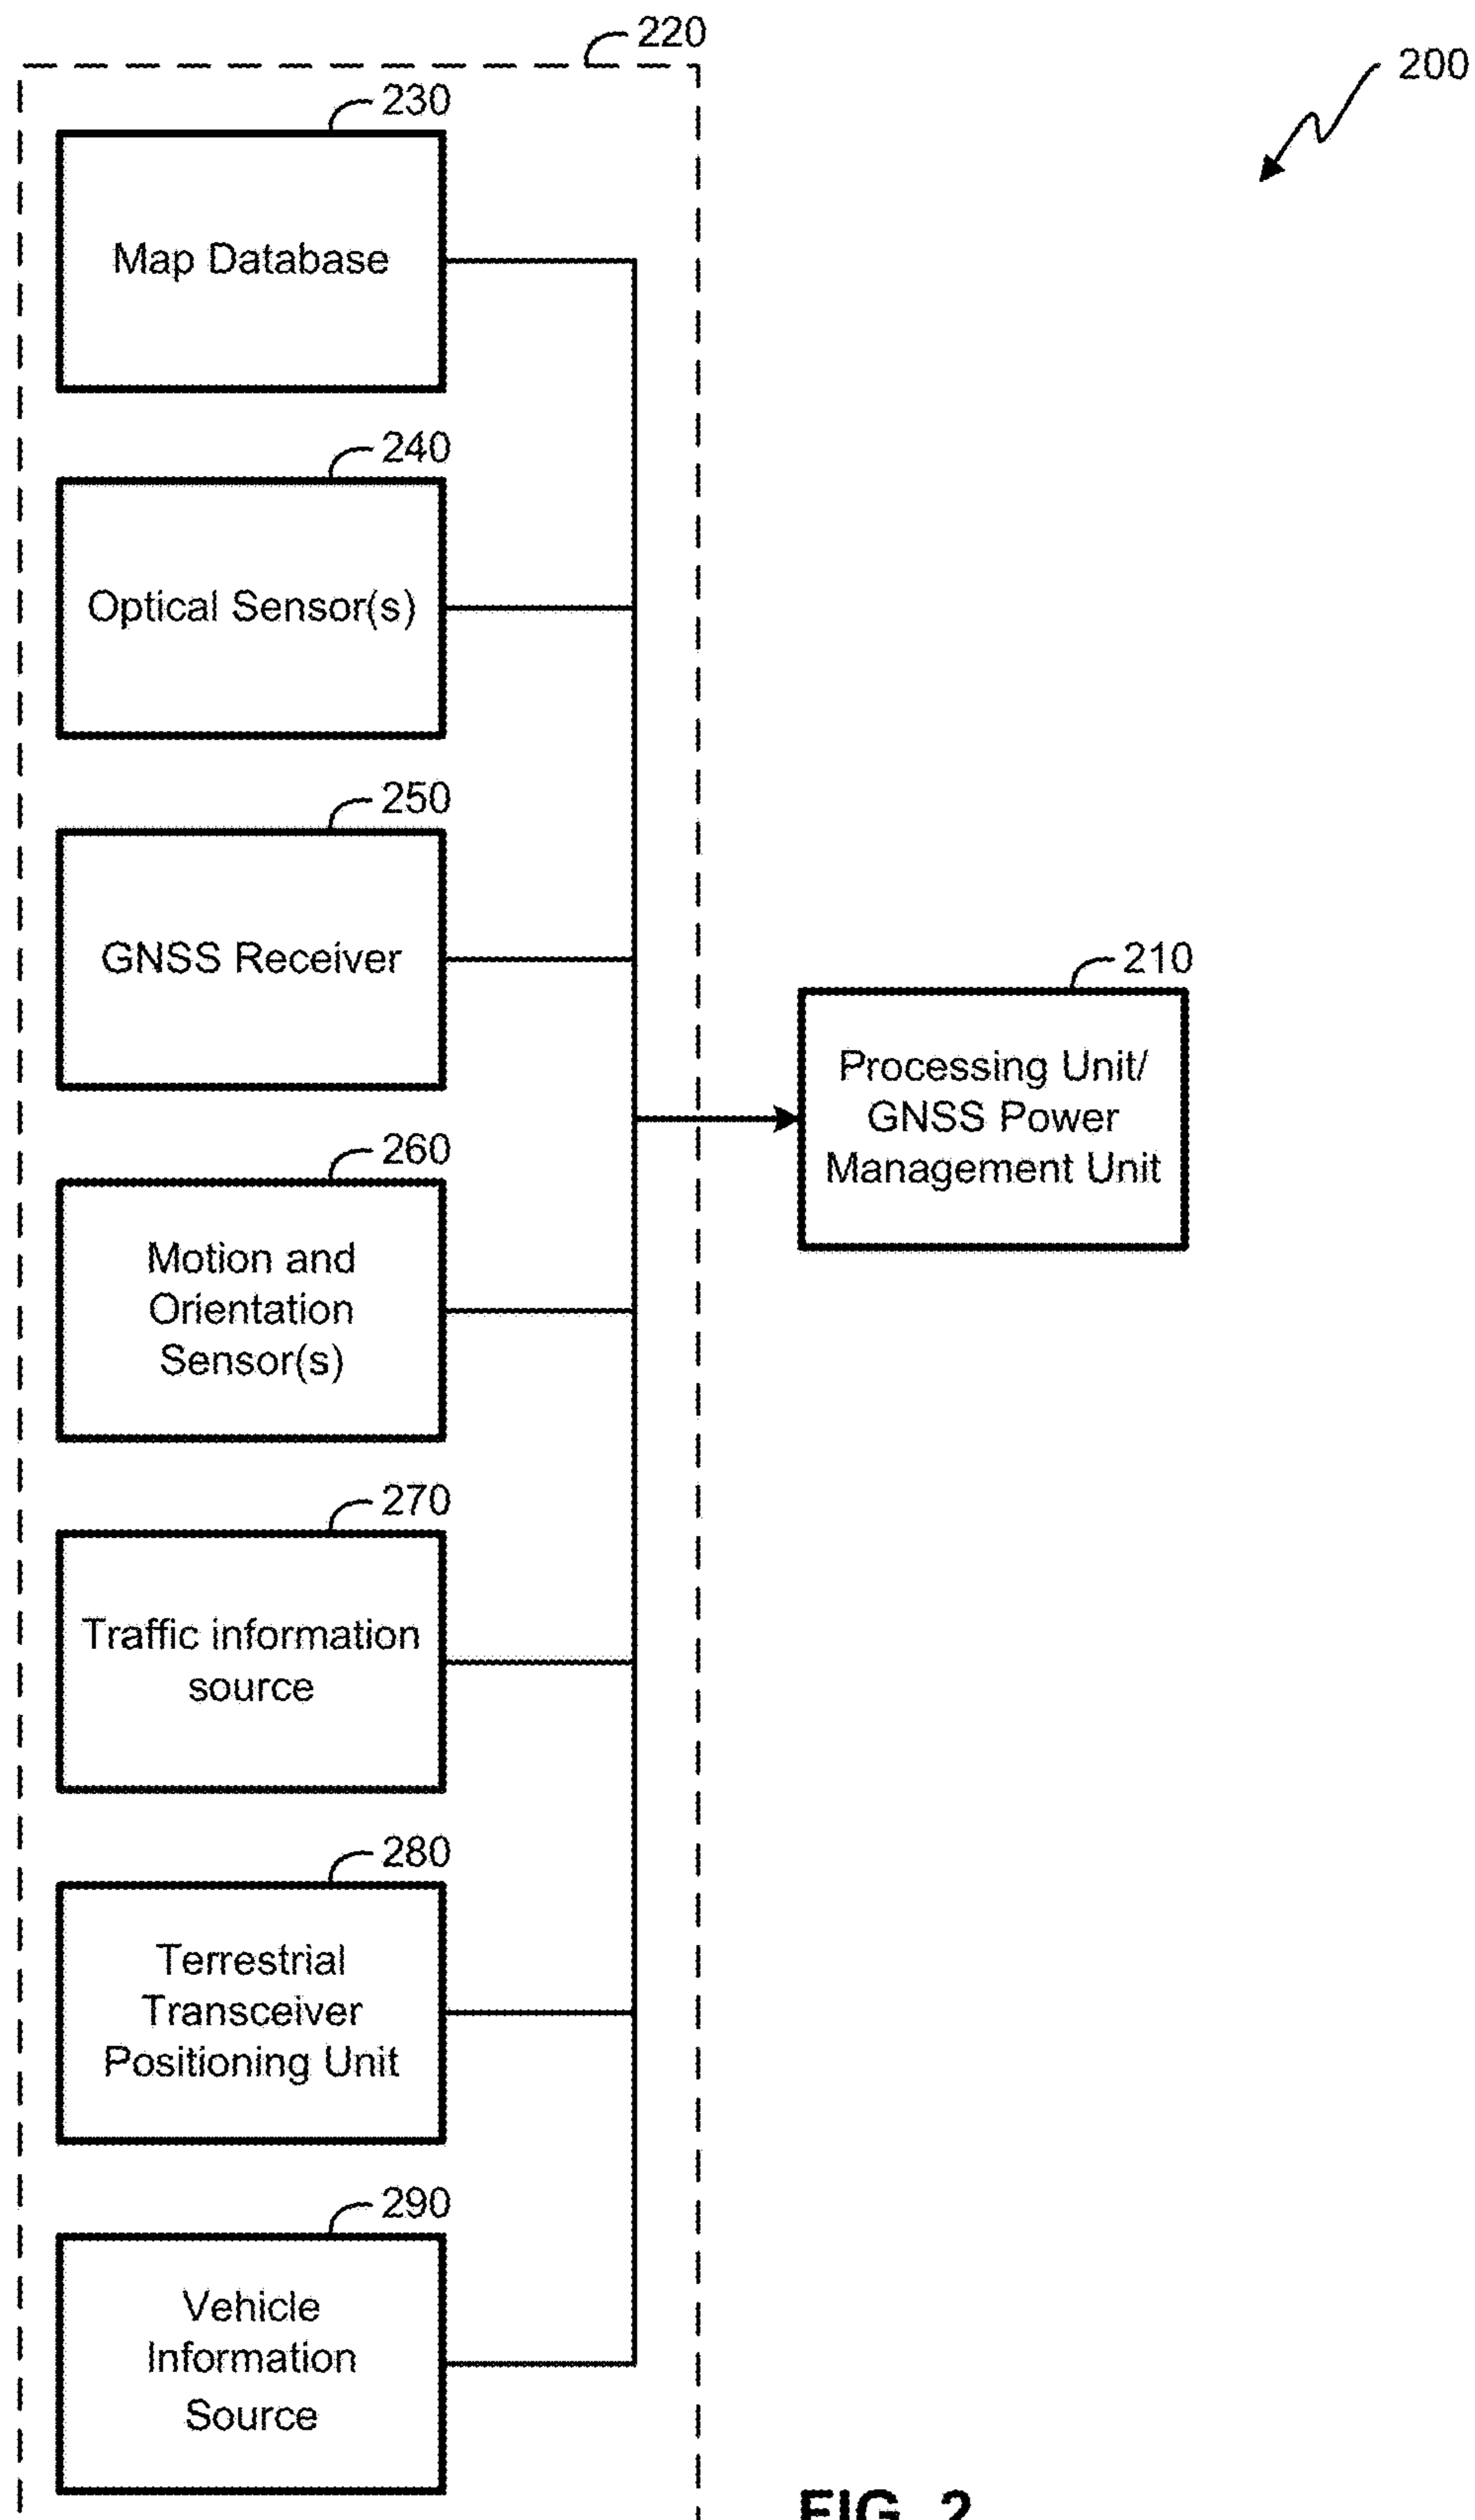 220
200
230
Map Database
240
Optical Sensor(s)
250
GNSS Receiver
210
Processing Unit/
GNSS Power
Management Unit
260
Motion and
Orientation
Sensor(s)
270
Traffic information
source
280
Terrestrial
Transceiver
Positioning Unit
290
Vehicle
Information
Source
FIG. 2